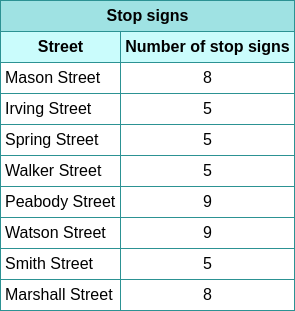 Stop signs
Street Number of stop signs
Mason Street 8
Irving Street 5
Spring Street 5
Walker Street 5
Peabody Street 9
Watson Street 9
Smith Street 5
Marshall Street 8